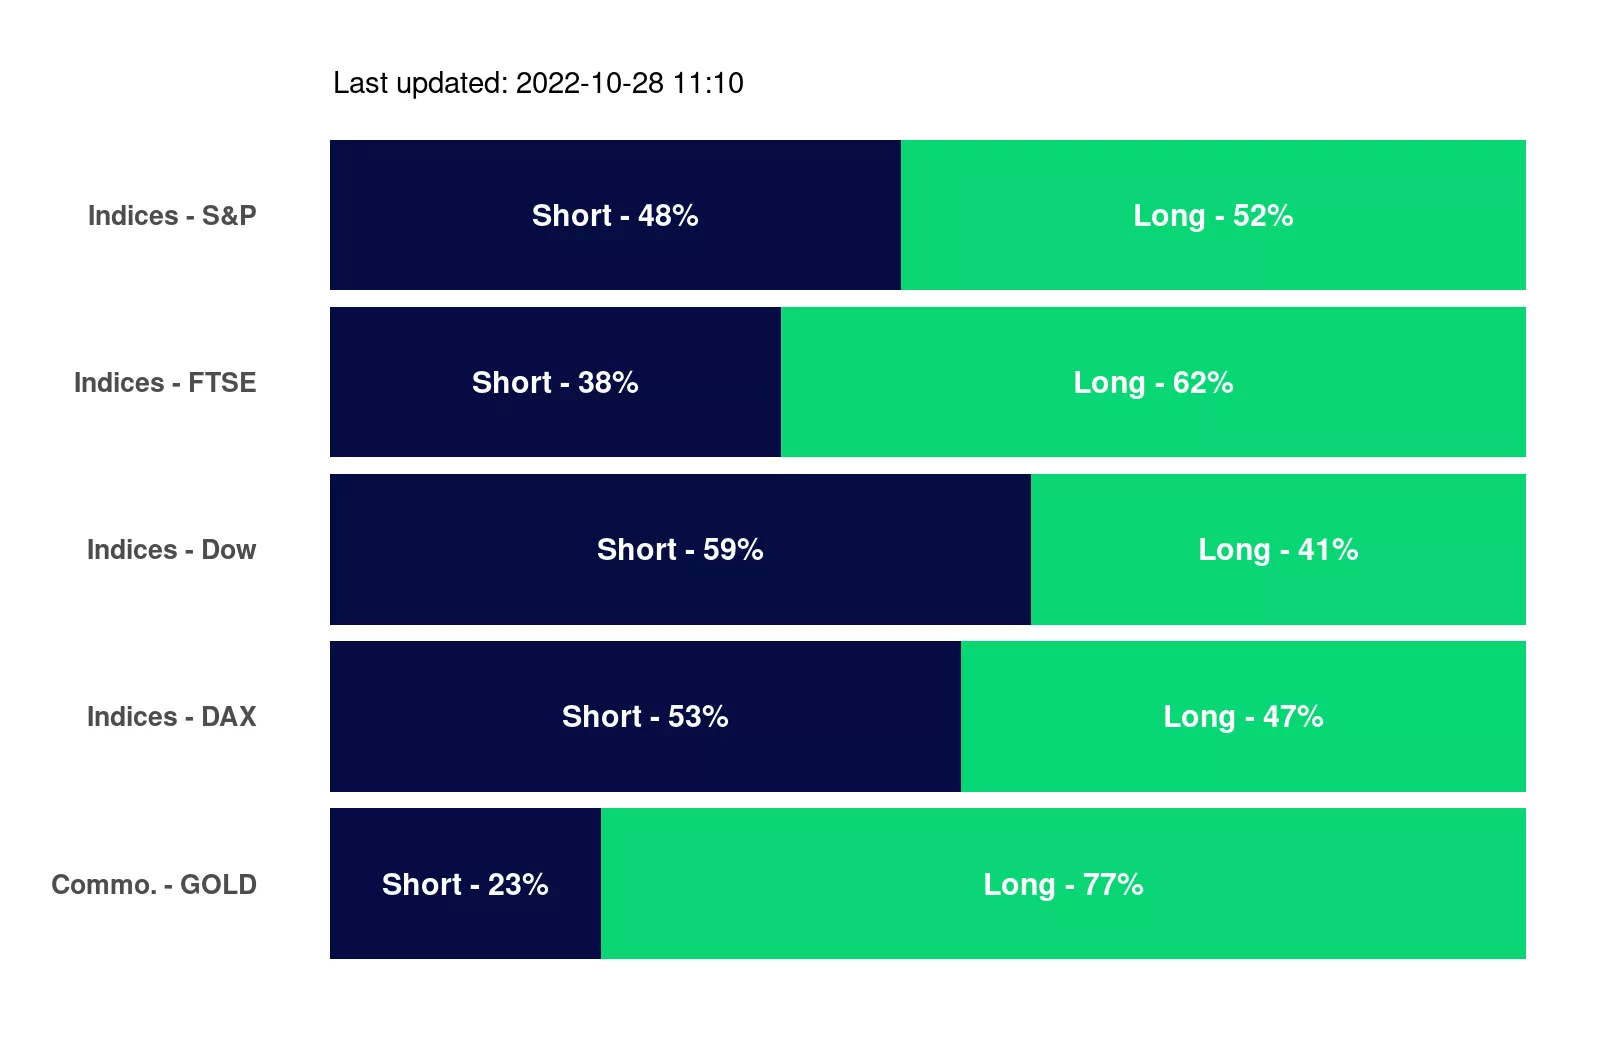 Last updated: 2022-10-28 11:10
Indices - S&P Short - 48% Long - 52%
Indices - FTSE Short - 38% Long - 62%
Indices - Dow Short - 59% Long - 41%
Indices - DAX Short - 53% Long - 47%
Commo. - GOLD Short - 23% Long - 77%